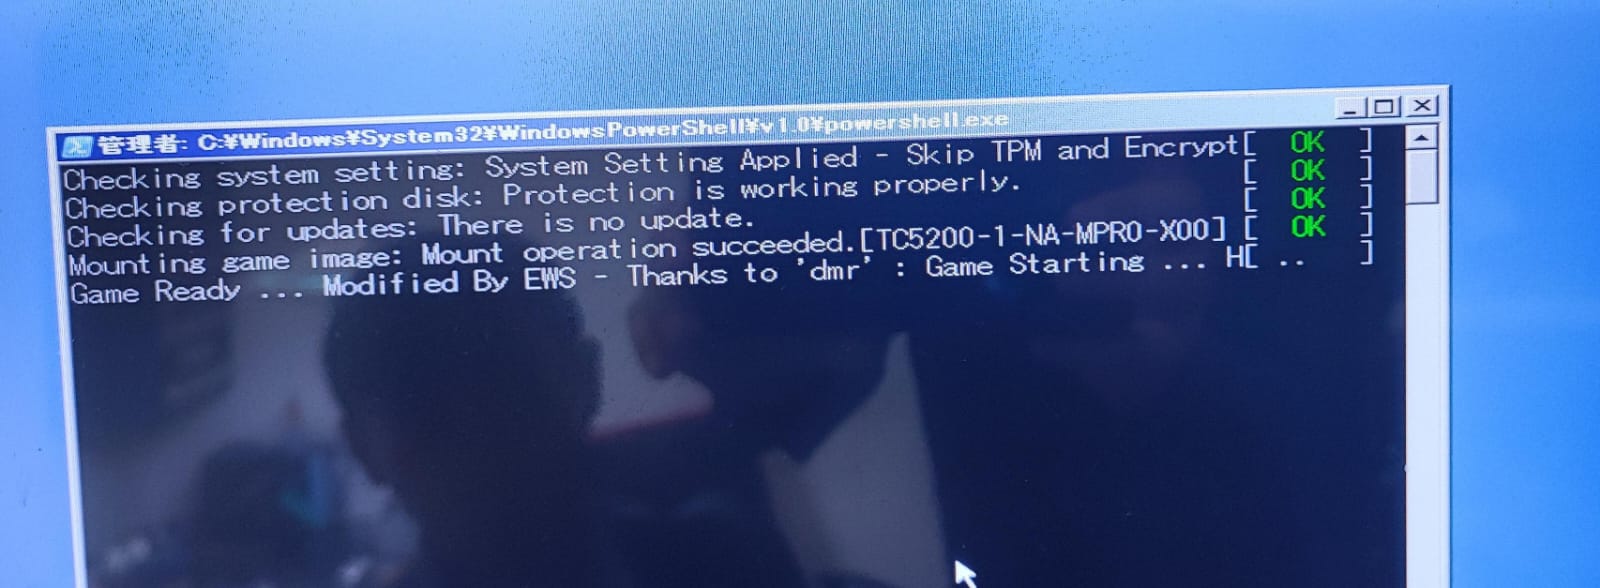 管理者: C:¥Windows¥System32¥WindowsPowerShell¥v1.0¥powershell.exe
Checking system setting: System Setting Applied - Skip TPM and Encrypt[ OK ]
Checking protection disk: Protection is working properly. [ OK ]
Checking for updates: There is no update. [ OK ]
Mounting game image: Mount operation succeeded.[TC5200-1-NA-MPR0-X00] [ OK ]
Game Ready ... Modified By EWS - Thanks to 'dmr' : Game Starting ... H[ .. ]